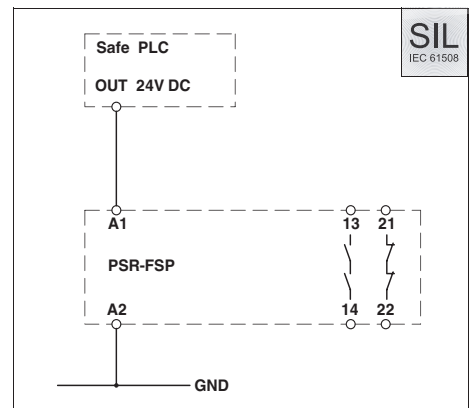 SIL
IEC 61508
Safe PLC
OUT 24V DC
A1
13 21
PSR-FSP
A2
14 22
GND